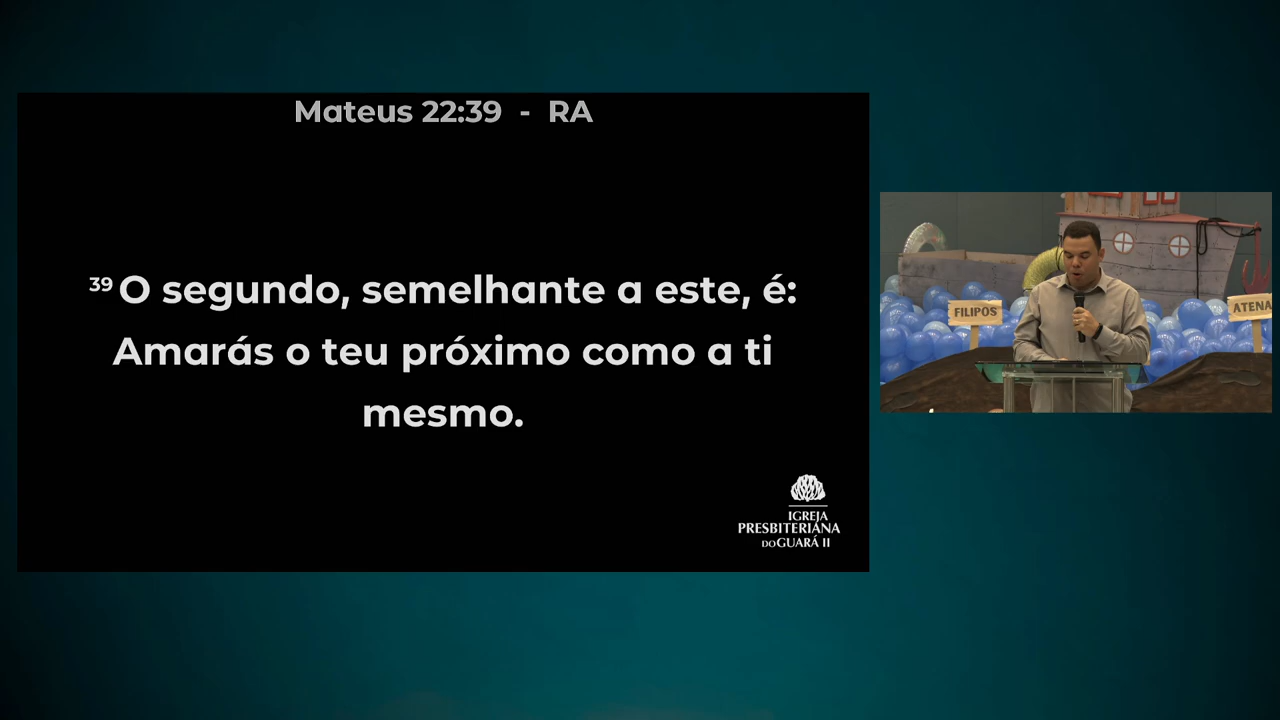 Mateus 22:39 - RA
39 O segundo, semelhante a este, é:
Amarás o teu próximo como a ti
mesmo.
IGREJA
PRESBITERIANA
DO GUARÁ II
FILIPOS
ATENA